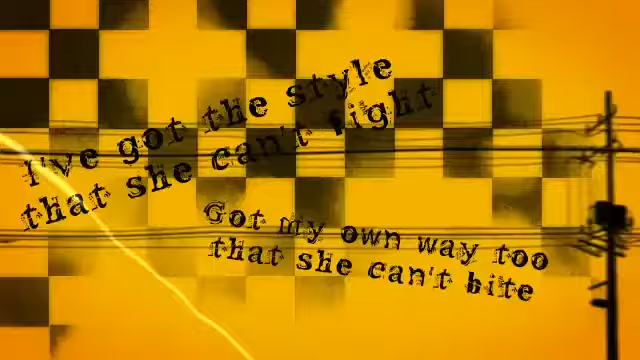 I've got the style
that she can't fight
Got my own way too
that she can't bite